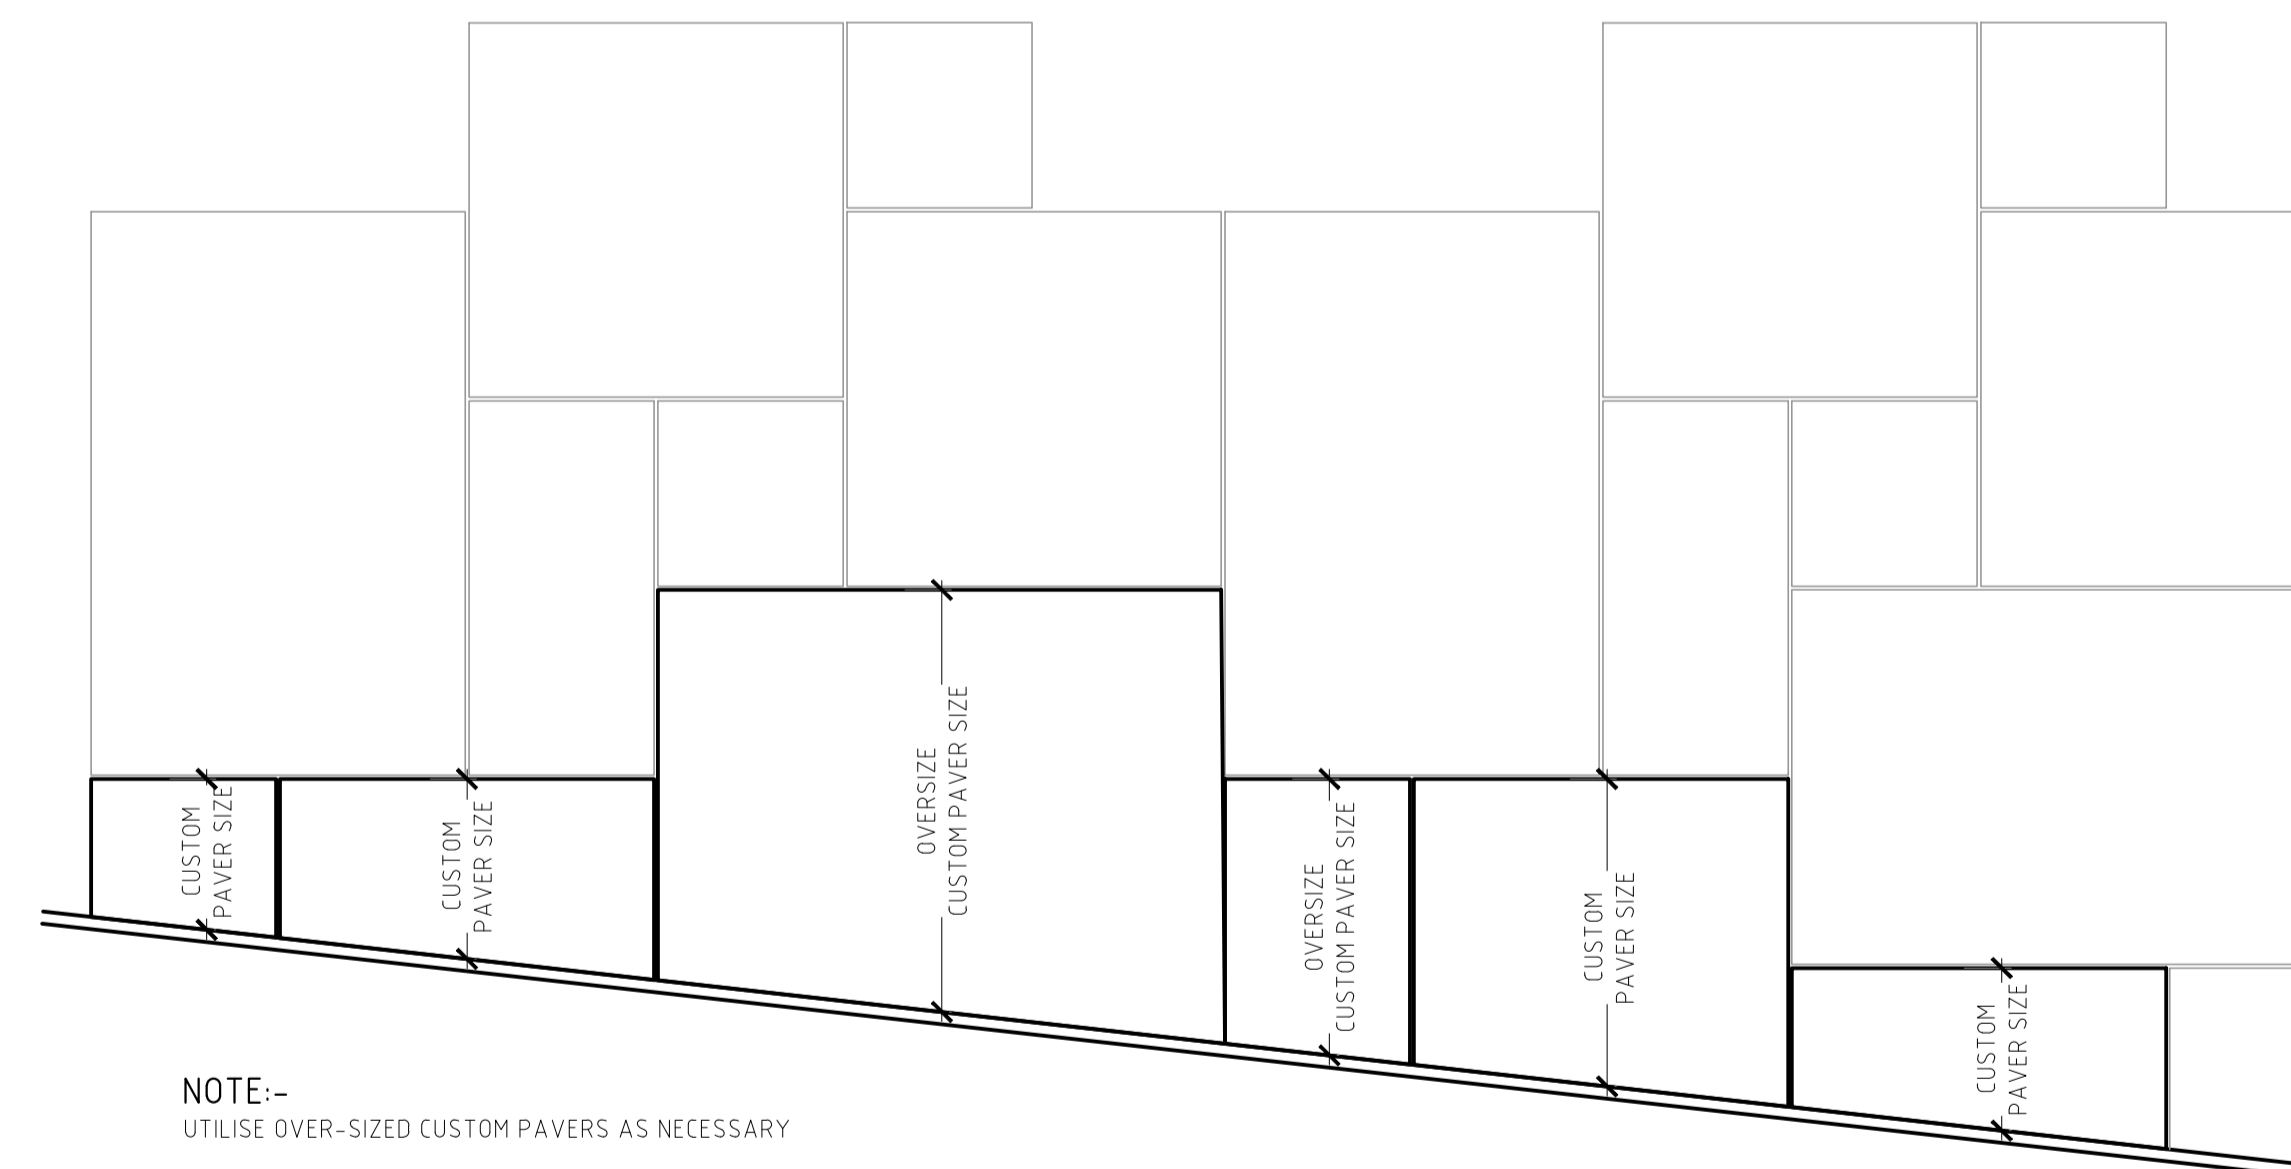 CUSTOM
PAVER SIZE
CUSTOM
PAVER SIZE
OVERSIZE
CUSTOM PAVER SIZE
OVERSIZE
CUSTOM PAVER SIZE
CUSTOM
PAVER SIZE
CUSTOM
PAVER SIZE
NOTE:-
UTILISE OVER-SIZED CUSTOM PAVERS AS NECESSARY